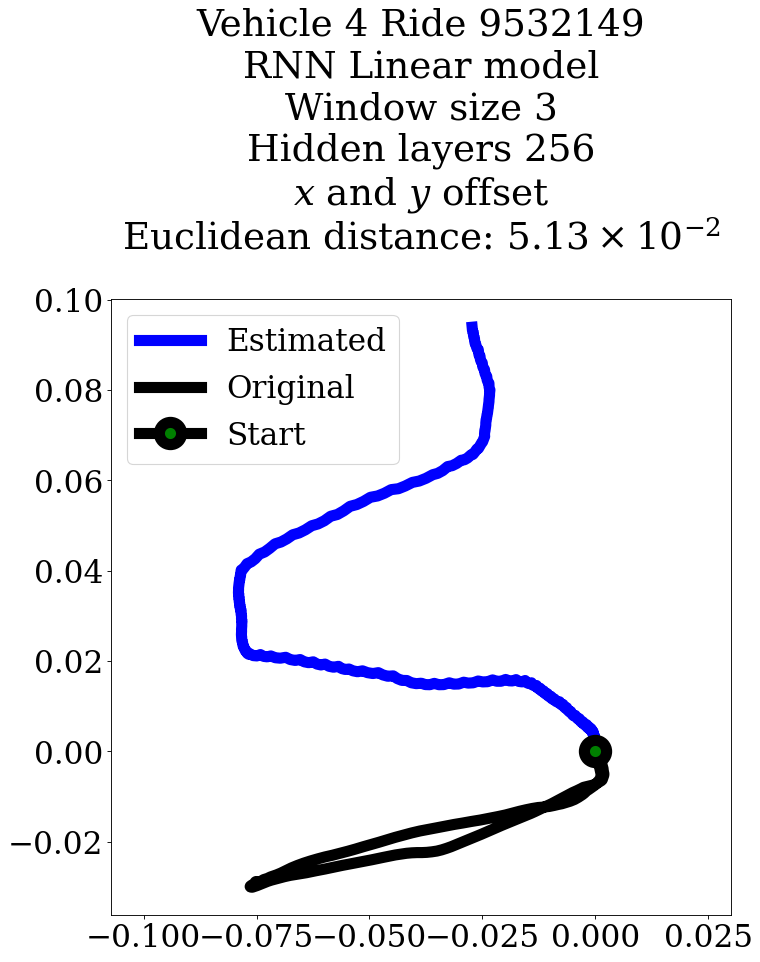 Vehicle 4 Ride 9532149
RNN Linear model
Window size 3
Hidden layers 256
x and y offset
Euclidean distance: 5.13 × 10⁻²
0.10
0.08
0.06
0.04
0.02
0.00
−0.02
Estimated
Original
Start
−0.100 −0.075 −0.050 −0.025 0.000 0.025